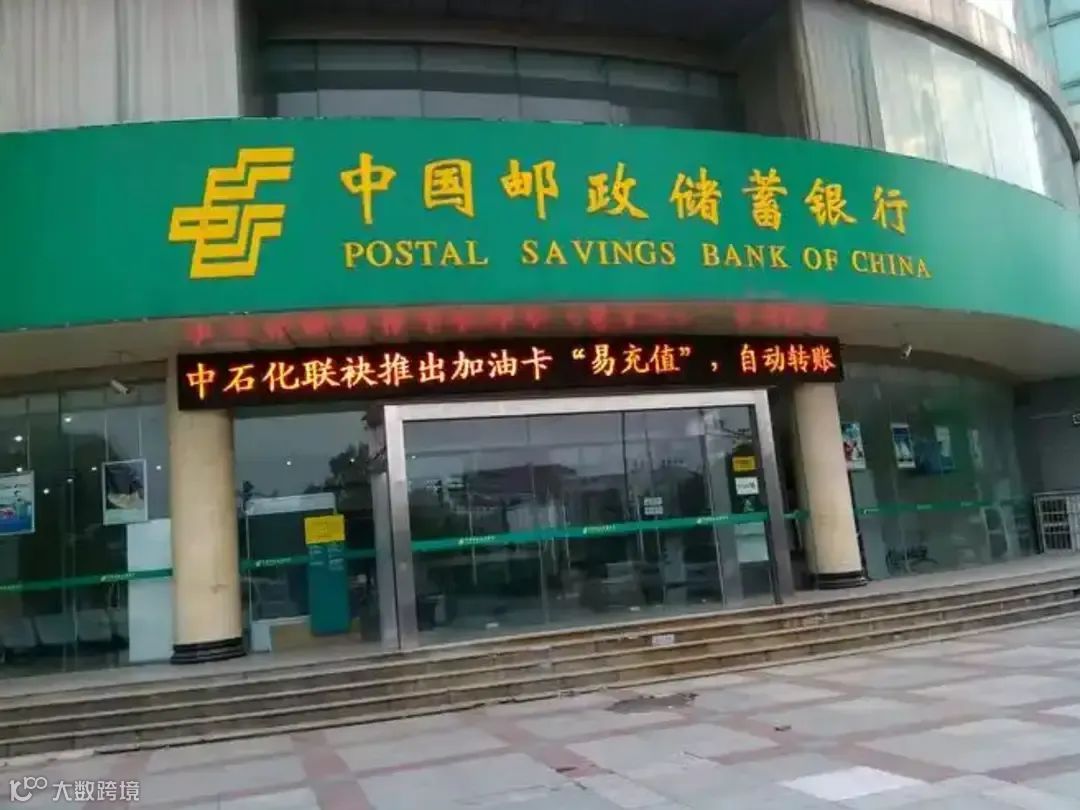 中国邮政储蓄银行
POSTAL SAVINGS BANK OF CHINA
中石化联袂推出加油卡“易充值”，自动转账
大数跨境